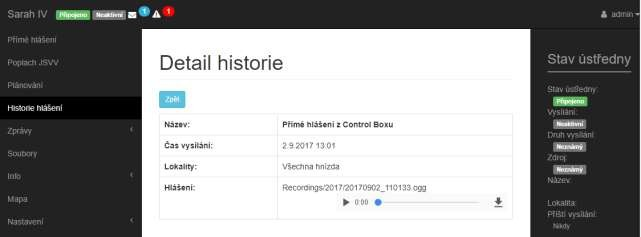 Sarah IV Připojeno Neaktivní 1 1 admin
Přímé hlášení
Poplach JSVV
Plánování
Historie hlášení
Zprávy
Soubory
Info
Mapa
Nastavení
Detail historie
Zpět
Název: Přímé hlášení z Control Boxu
Čas vysílání: 2.9.2017 13:01
Lokality: Všechna hnízda
Hlášení: Recordings/2017/20170902_110133.ogg
0:00
Stav ústředny
Stav ústředny:
Připojeno
Vysílání:
Neaktivní
Druh vysílání:
Neznámý
Zdroj:
Neznámý
Název:
Lokalita:
Příští vysílání:
Nikdy